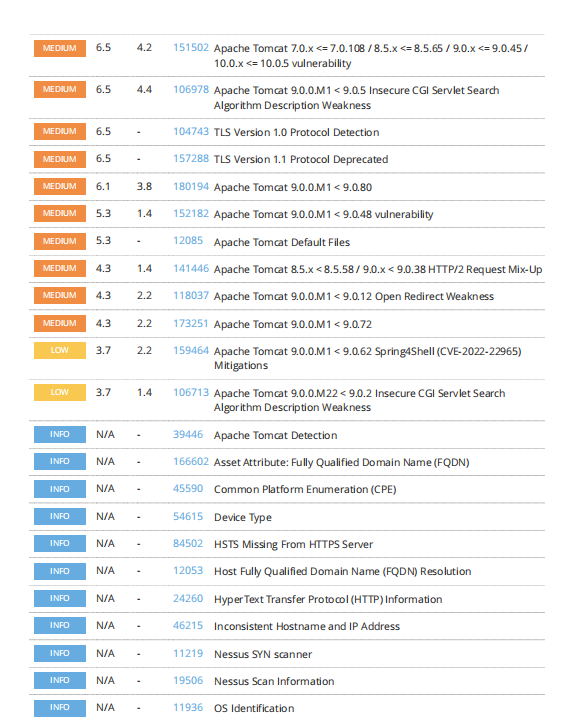 MEDIUM 6.5 4.2 151502 Apache Tomcat 7.0.x <= 7.0.108 / 8.5.x <= 8.5.65 / 9.0.x <= 9.0.45 /
10.0.x <= 10.0.5 vulnerability
MEDIUM 6.5 4.4 106978 Apache Tomcat 9.0.0.M1 < 9.0.5 Insecure CGI Servlet Search
Algorithm Description Weakness
MEDIUM 6.5 - 104743 TLS Version 1.0 Protocol Detection
MEDIUM 6.5 - 157288 TLS Version 1.1 Protocol Deprecated
MEDIUM 6.1 3.8 180194 Apache Tomcat 9.0.0.M1 < 9.0.80
MEDIUM 5.3 1.4 152182 Apache Tomcat 9.0.0.M1 < 9.0.48 vulnerability
MEDIUM 5.3 - 12085 Apache Tomcat Default Files
MEDIUM 4.3 1.4 141446 Apache Tomcat 8.5.x < 8.5.58 / 9.0.x < 9.0.38 HTTP/2 Request Mix-Up
MEDIUM 4.3 2.2 118037 Apache Tomcat 9.0.0.M1 < 9.0.12 Open Redirect Weakness
MEDIUM 4.3 2.2 173251 Apache Tomcat 9.0.0.M1 < 9.0.72
LOW 3.7 2.2 159464 Apache Tomcat 9.0.0.M1 < 9.0.62 Spring4Shell (CVE-2022-22965)
Mitigations
LOW 3.7 1.4 106713 Apache Tomcat 9.0.0.M22 < 9.0.2 Insecure CGI Servlet Search
Algorithm Description Weakness
INFO N/A - 39446 Apache Tomcat Detection
INFO N/A - 166602 Asset Attribute: Fully Qualified Domain Name (FQDN)
INFO N/A - 45590 Common Platform Enumeration (CPE)
INFO N/A - 54615 Device Type
INFO N/A - 84502 HSTS Missing From HTTPS Server
INFO N/A - 12053 Host Fully Qualified Domain Name (FQDN) Resolution
INFO N/A - 24260 HyperText Transfer Protocol (HTTP) Information
INFO N/A - 46215 Inconsistent Hostname and IP Address
INFO N/A - 11219 Nessus SYN scanner
INFO N/A - 19506 Nessus Scan Information
INFO N/A - 11936 OS Identification